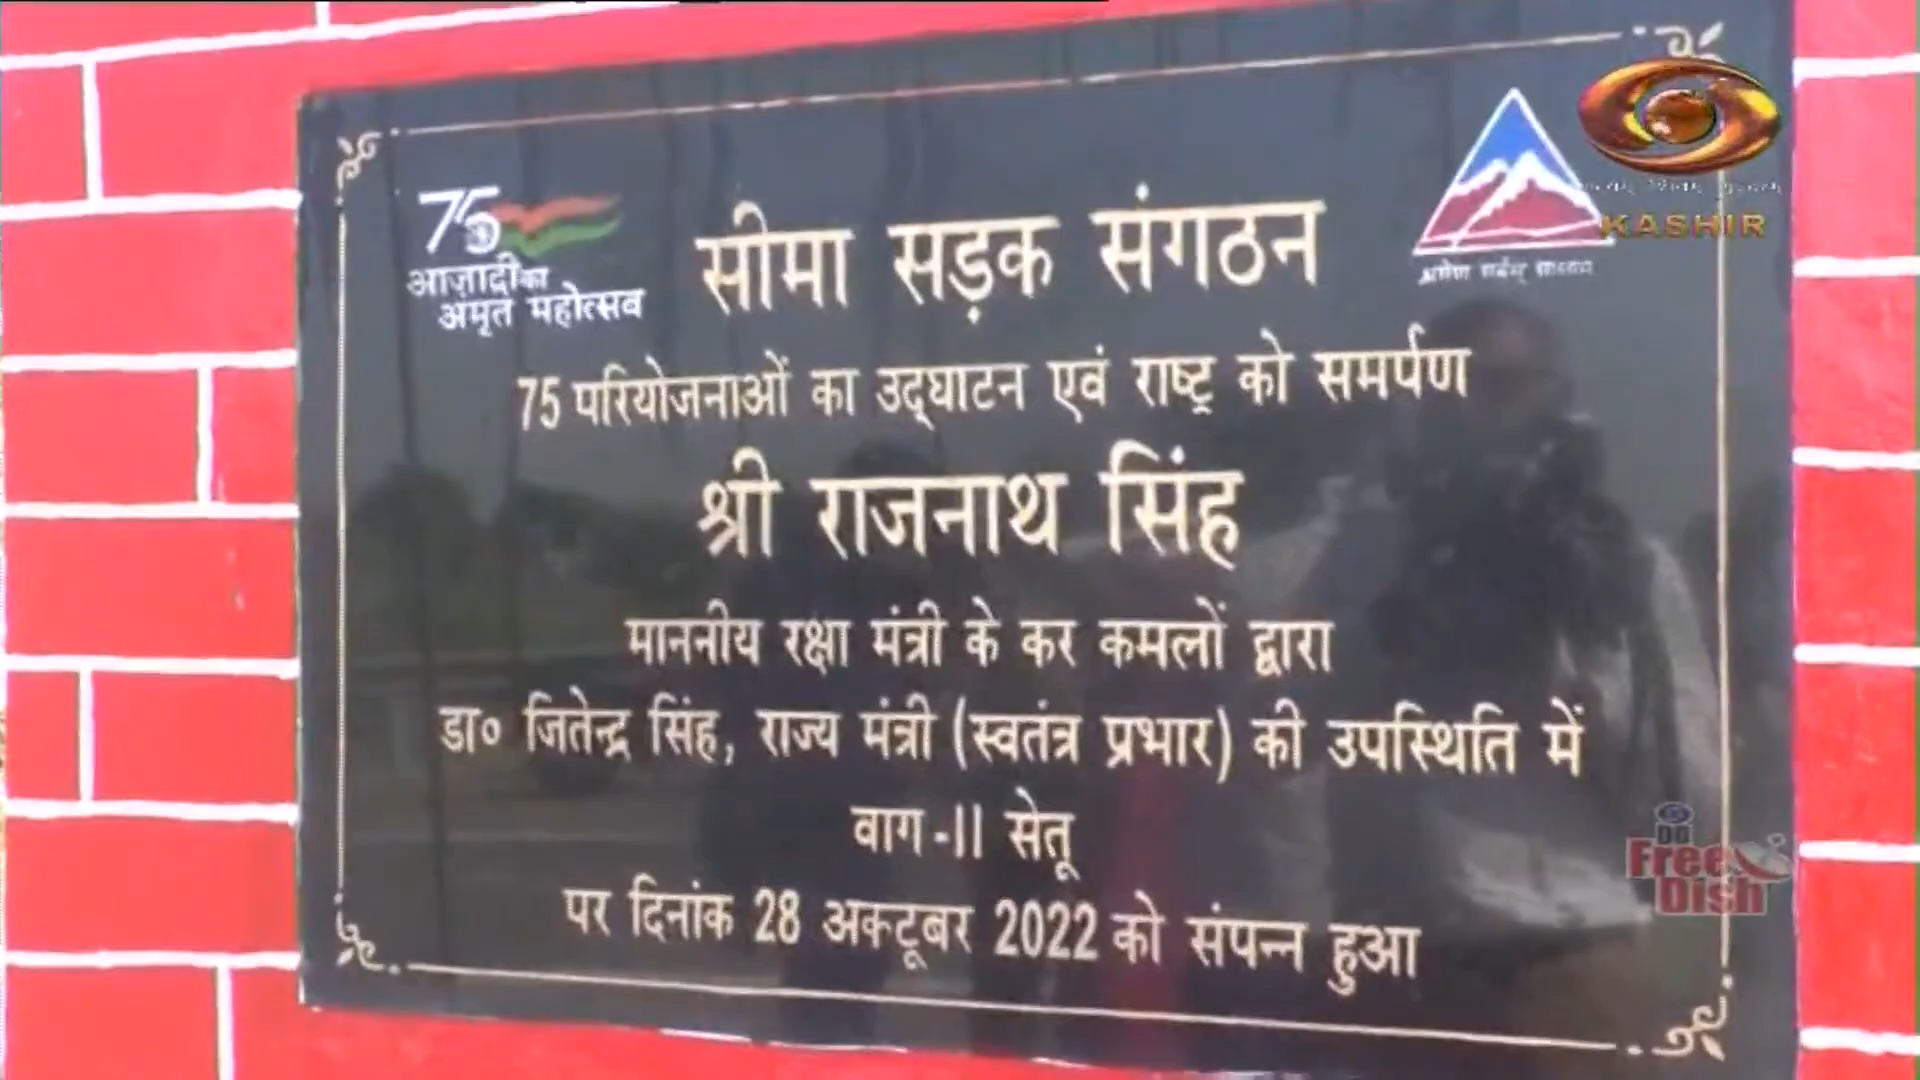 75
आज़ादी का
अमृत महोत्सव
सीमा सड़क संगठन
75 परियोजनाओं का उद्घाटन एवं राष्ट्र को समर्पण
श्री राजनाथ सिंह
माननीय रक्षा मंत्री के कर कमलों द्वारा
डा० जितेन्द्र सिंह, राज्य मंत्री (स्वतंत्र प्रभार) की उपस्थिति में
वाग -II सेतू
पर दिनांक 28 अक्टूबर 2022 को संपन्न हुआ
KASHIR
DD
Free
Dish